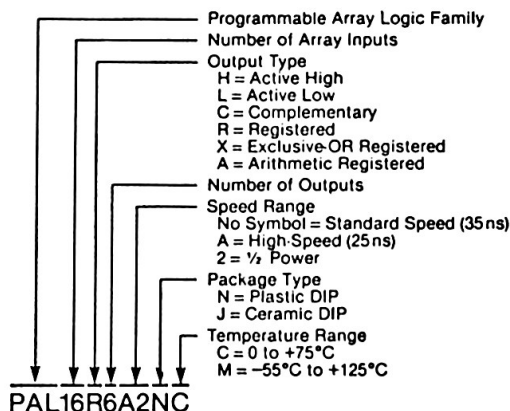 Programmable Array Logic Family
Number of Array Inputs
Output Type
H = Active High
L = Active Low
C = Complementary
R = Registered
X = Exclusive-OR Registered
A = Arithmetic Registered
Number of Outputs
Speed Range
No Symbol = Standard Speed (35ns)
A = High-Speed (25ns)
2 = ½ Power
Package Type
N = Plastic DIP
J = Ceramic DIP
Temperature Range
C = 0 to +75°C
M = −55°C to +125°C
PAL16R6A2NC